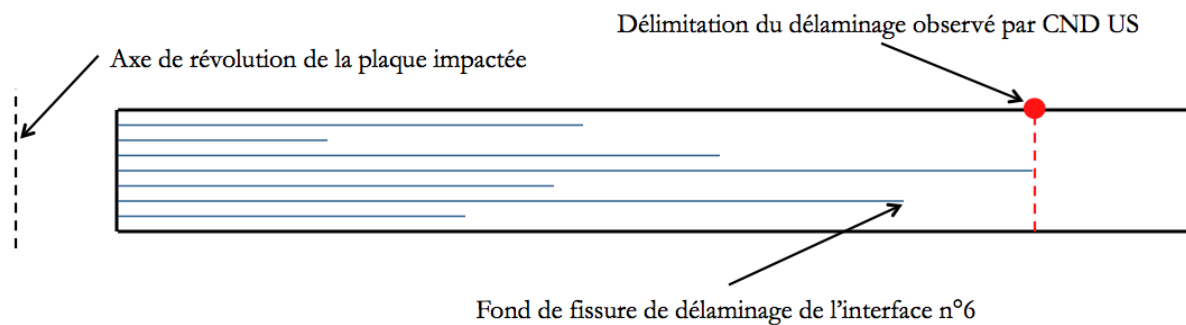 Délimitation du délaminage observé par CND US
Axe de révolution de la plaque impactée
Fond de fissure de délaminage de l'interface n°6